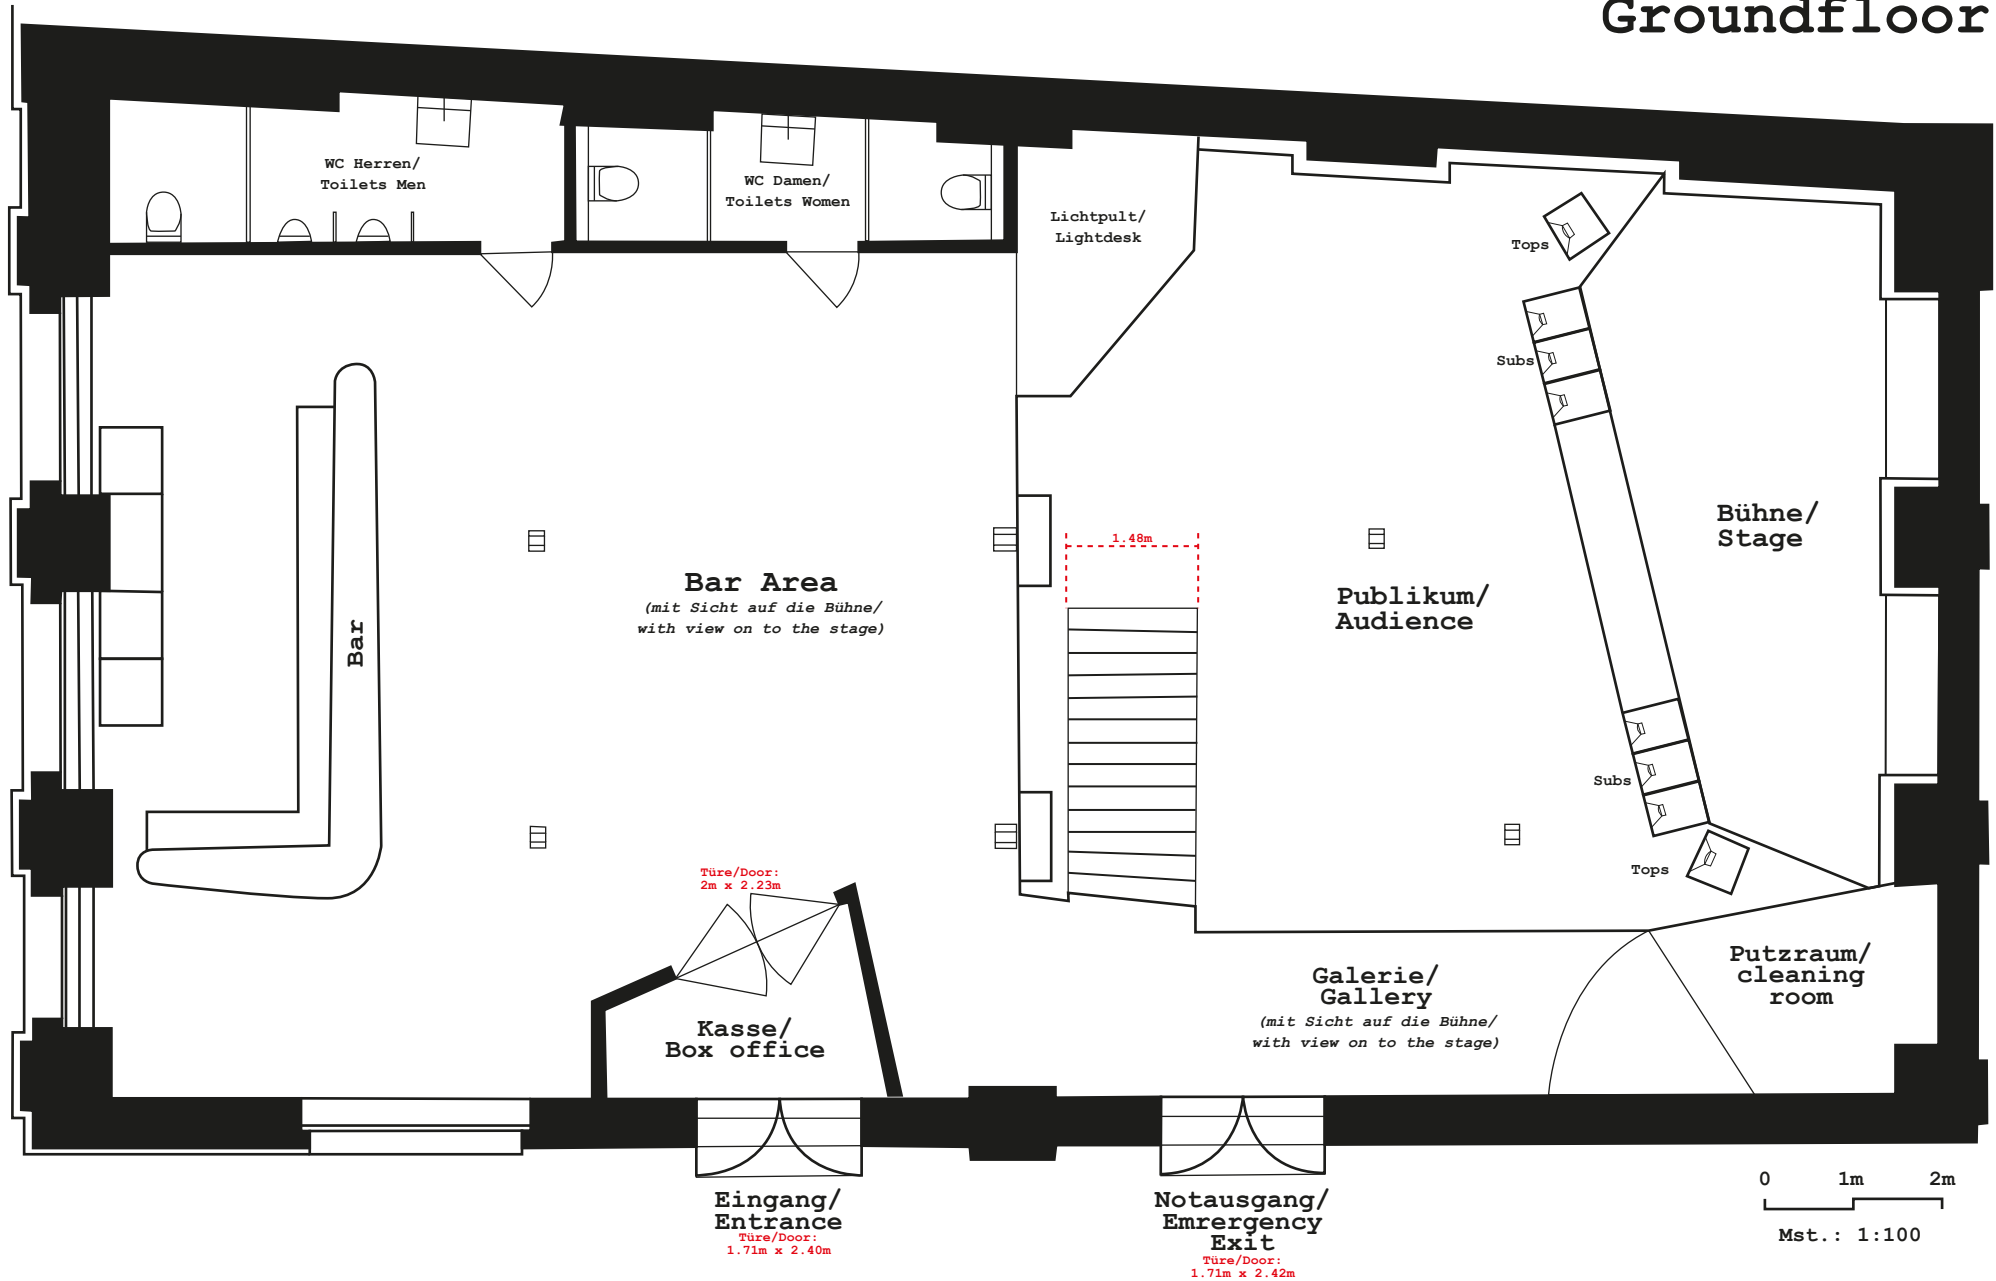 Groundfloor
WC Herren/
Toilets Men
WC Damen/
Toilets Women
Lichtpult/
Lightdesk
Tops
Subs
Bühne/
Stage
1.48m
Bar Area
(mit Sicht auf die Bühne/
with view on to the stage)
Publikum/
Audience
Bar
Subs
Tops
Türe/Door:
2m x 2.23m
Kasse/
Box office
Galerie/
Gallery
(mit Sicht auf die Bühne/
with view on to the stage)
Putzraum/
cleaning
room
Eingang/
Entrance
Türe/Door:
1.71m x 2.40m
Notausgang/
Emrergency
Exit
Türe/Door:
1.71m x 2.42m
0 1m 2m
Mst.: 1:100